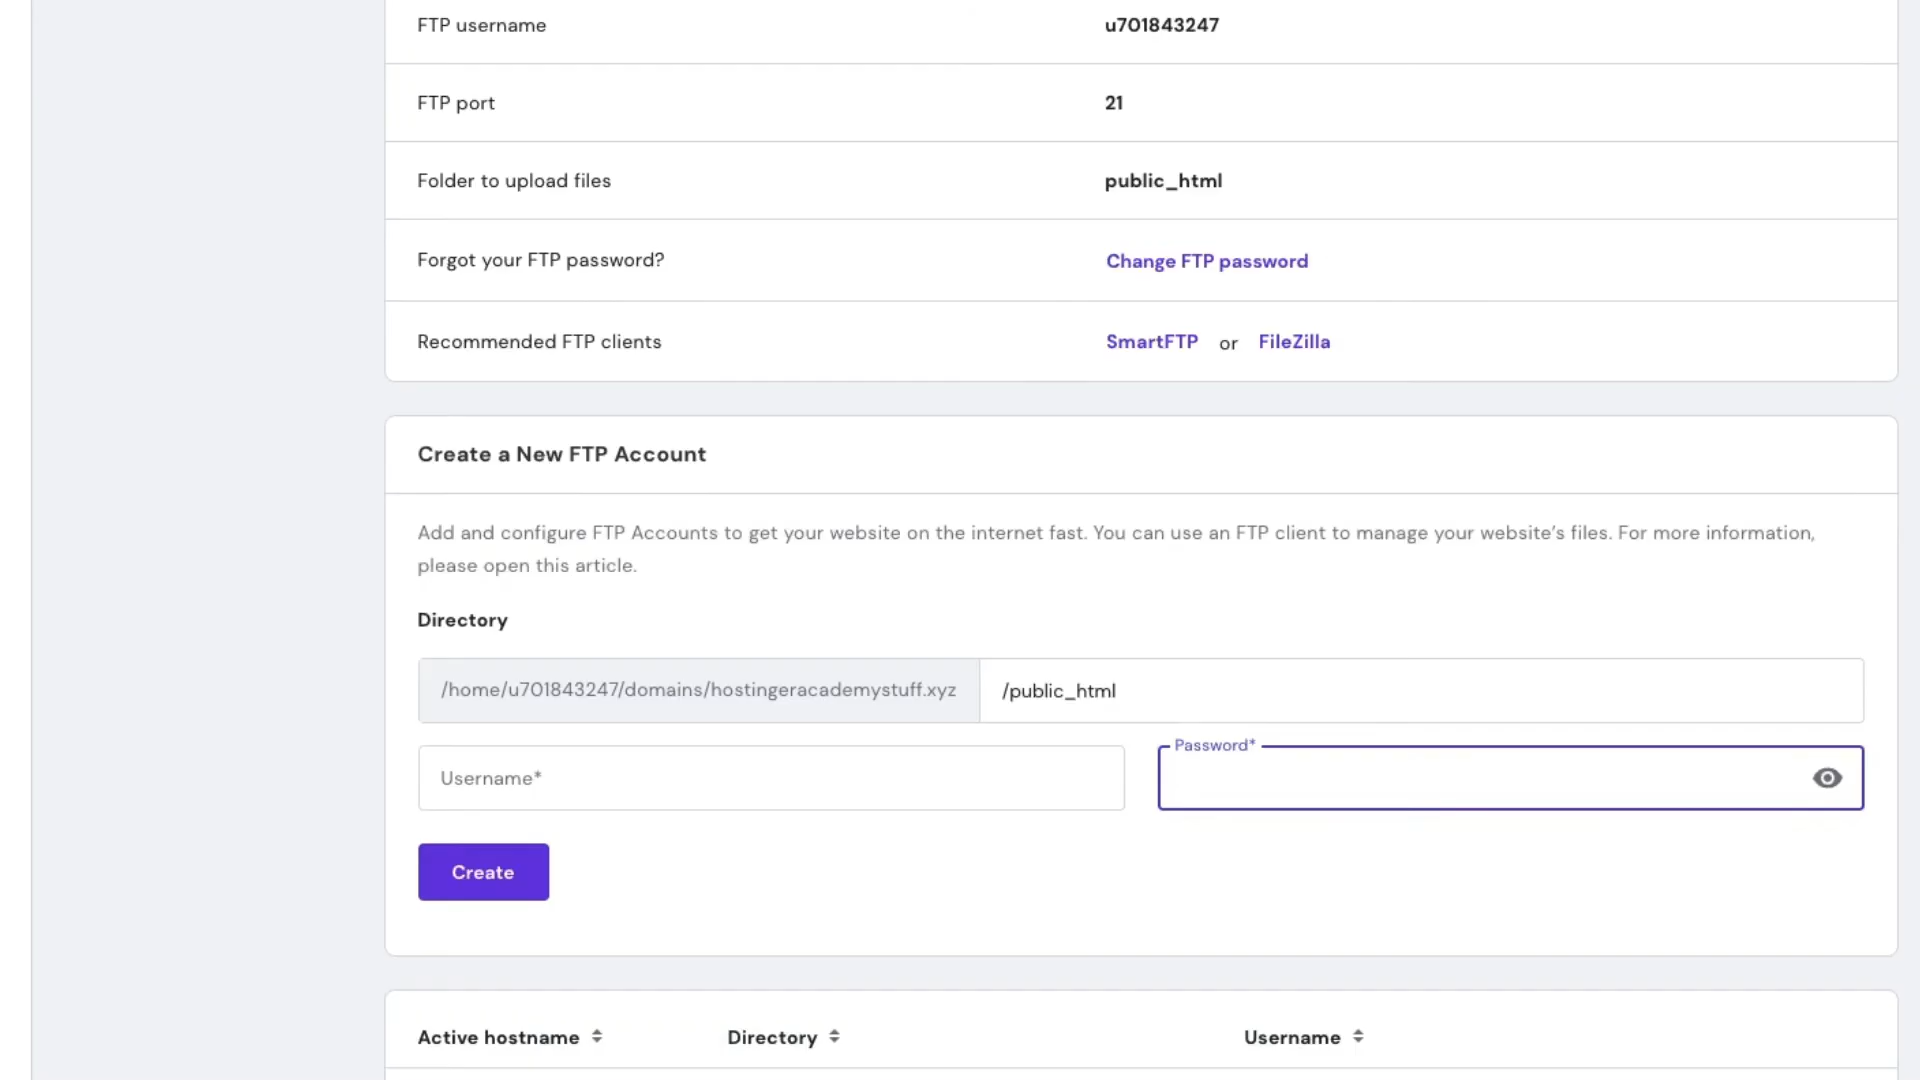 FTP username u701843247
FTP port 21
Folder to upload files public_html
Forgot your FTP password? Change FTP password
Recommended FTP clients SmartFTP or FileZilla
Create a New FTP Account
Add and configure FTP Accounts to get your website on the internet fast. You can use an FTP client to manage your website’s files. For more information,
please open this article.
Directory
/home/u701843247/domains/hostingeracademystuff.xyz /public_html
Username* Password*
Create
Active hostname Directory Username